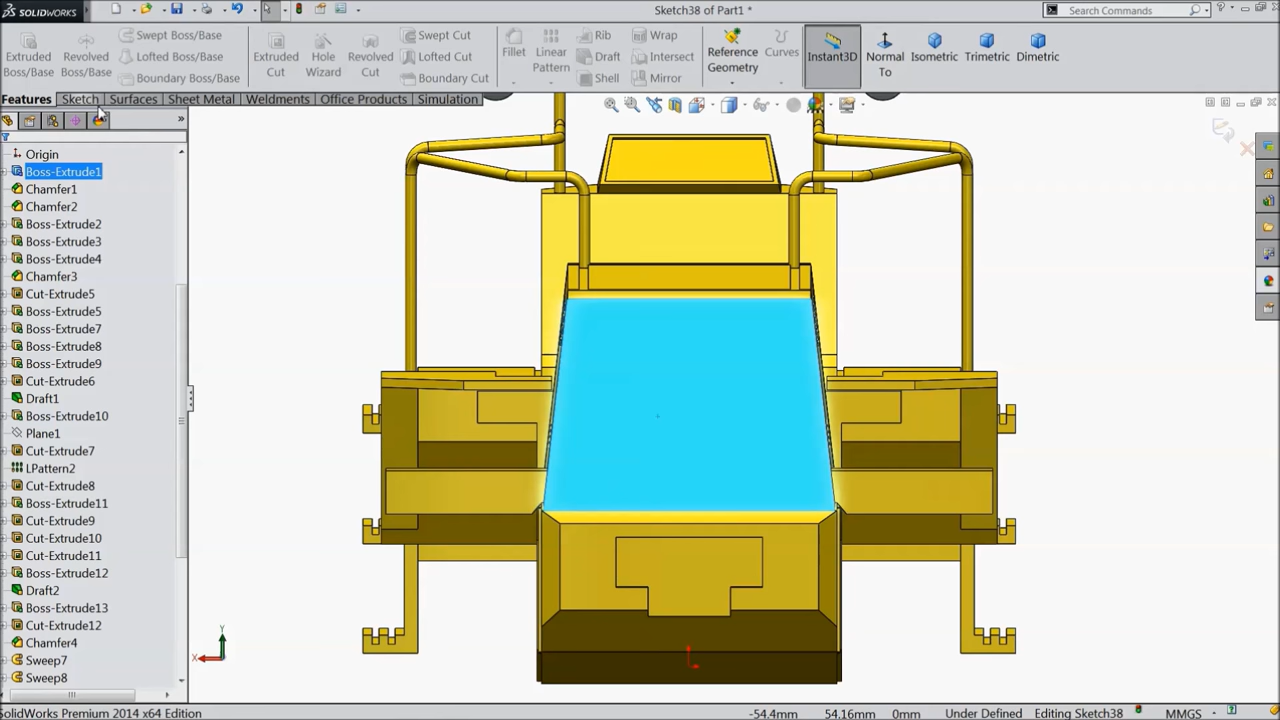 SOLIDWORKS
Sketch38 of Part1 *
Search Commands
?
Extruded Boss/Base
Revolved Boss/Base
Swept Boss/Base
Lofted Boss/Base
Boundary Boss/Base
Extruded Cut
Hole Wizard
Revolved Cut
Swept Cut
Lofted Cut
Boundary Cut
Fillet
Linear Pattern
Rib
Draft
Shell
Wrap
Intersect
Mirror
Reference Geometry
Curves
Instant3D
Normal To
Isometric
Trimetric
Dimetric
Features Sketch Surfaces Sheet Metal Weldments Office Products Simulation
»
Origin
Boss-Extrude1
Chamfer1
Chamfer2
Boss-Extrude2
Boss-Extrude3
Boss-Extrude4
Chamfer3
Cut-Extrude5
Boss-Extrude5
Boss-Extrude7
Boss-Extrude8
Boss-Extrude9
Cut-Extrude6
Draft1
Boss-Extrude10
Plane1
Cut-Extrude7
LPattern2
Cut-Extrude8
Boss-Extrude11
Cut-Extrude9
Cut-Extrude10
Cut-Extrude11
Boss-Extrude12
Draft2
Boss-Extrude13
Cut-Extrude12
Chamfer4
Sweep7
Sweep8
Y
X
SolidWorks Premium 2014 x64 Edition
-54.4mm 54.16mm 0mm Under Defined Editing Sketch38 MMGS ?